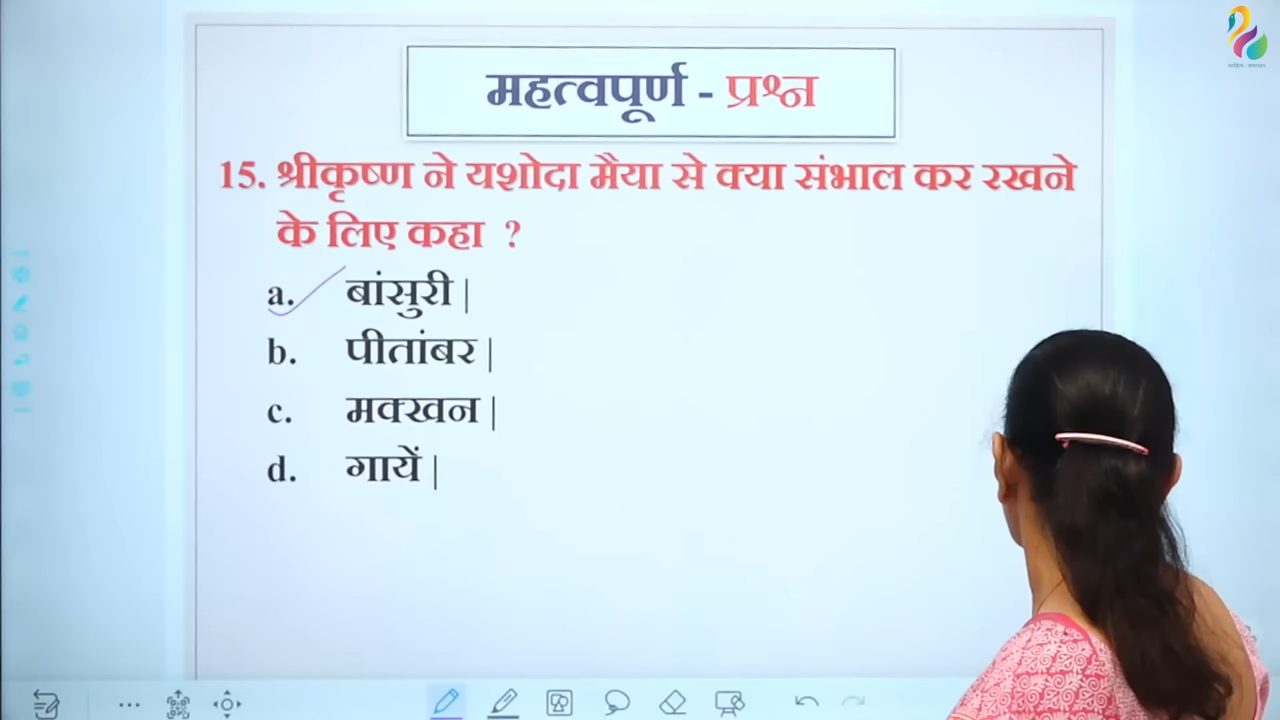 महत्वपूर्ण - प्रश्न
15. श्रीकृष्ण ने यशोदा मैया से क्या संभाल कर रखने
के लिए कहा ?
a. बांसुरी |
b. पीतांबर |
c. मक्खन |
d. गायें |